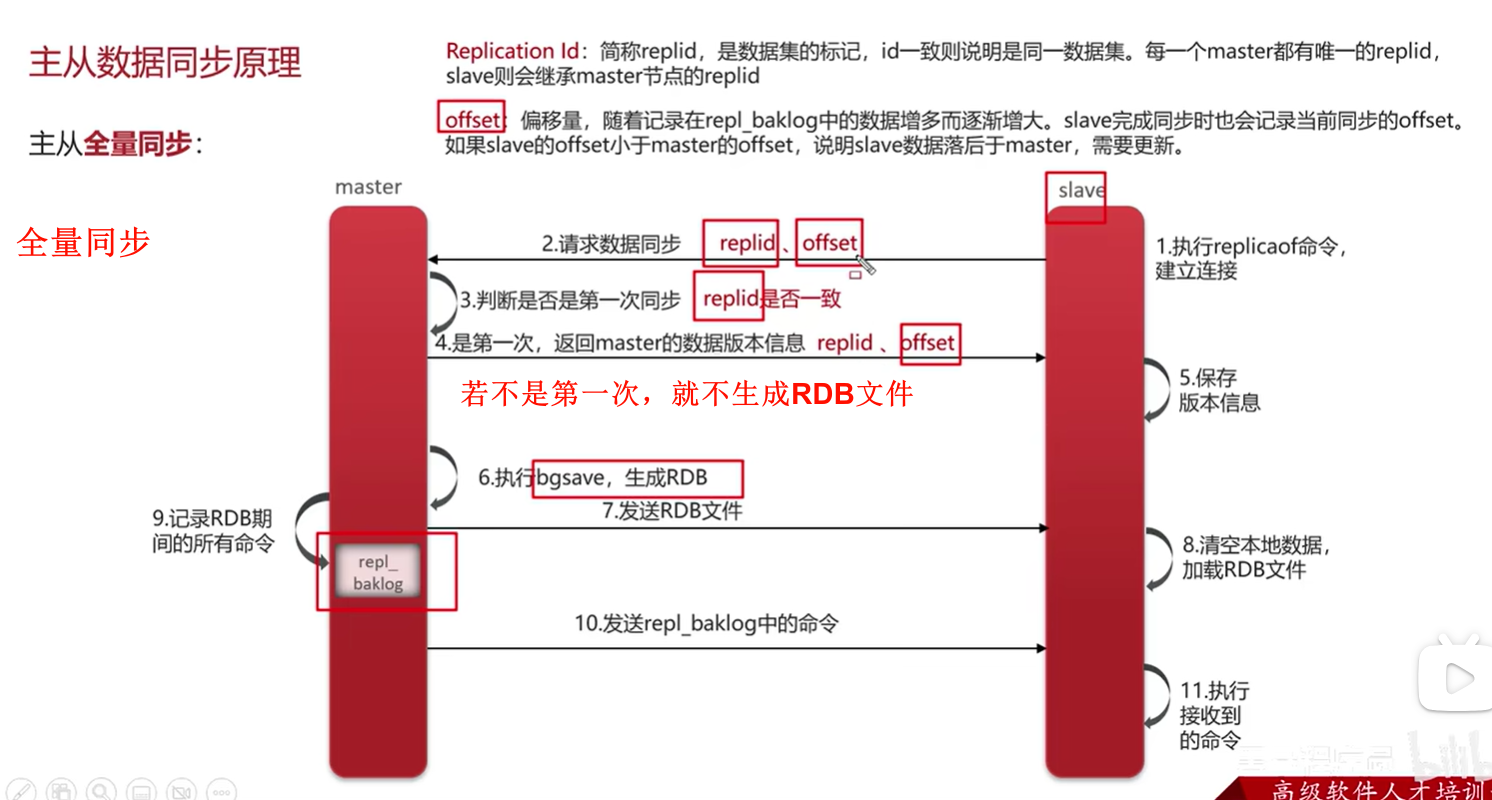 主从数据同步原理
Replication Id：简称replid，是数据集的标记，id一致则说明是同一数据集。每一个master都有唯一的replid，
slave则会继承master节点的replid
offset：偏移量，随着记录在repl_baklog中的数据增多而逐渐增大。slave完成同步时也会记录当前同步的offset。
如果slave的offset小于master的offset，说明slave数据落后于master，需要更新。
主从全量同步：
全量同步
master
slave
1.执行replicaof命令，
建立连接
2.请求数据同步 replid 、offset
3.判断是否是第一次同步 replid是否一致
4.是第一次，返回master的数据版本信息 replid 、offset
若不是第一次，就不生成RDB文件
5.保存
版本信息
6.执行bgsave，生成RDB
7.发送RDB文件
8.清空本地数据，
加载RDB文件
9.记录RDB期
间的所有命令
repl_
baklog
10.发送repl_baklog中的命令
11.执行
接收到
的命令
高级软件人才培训